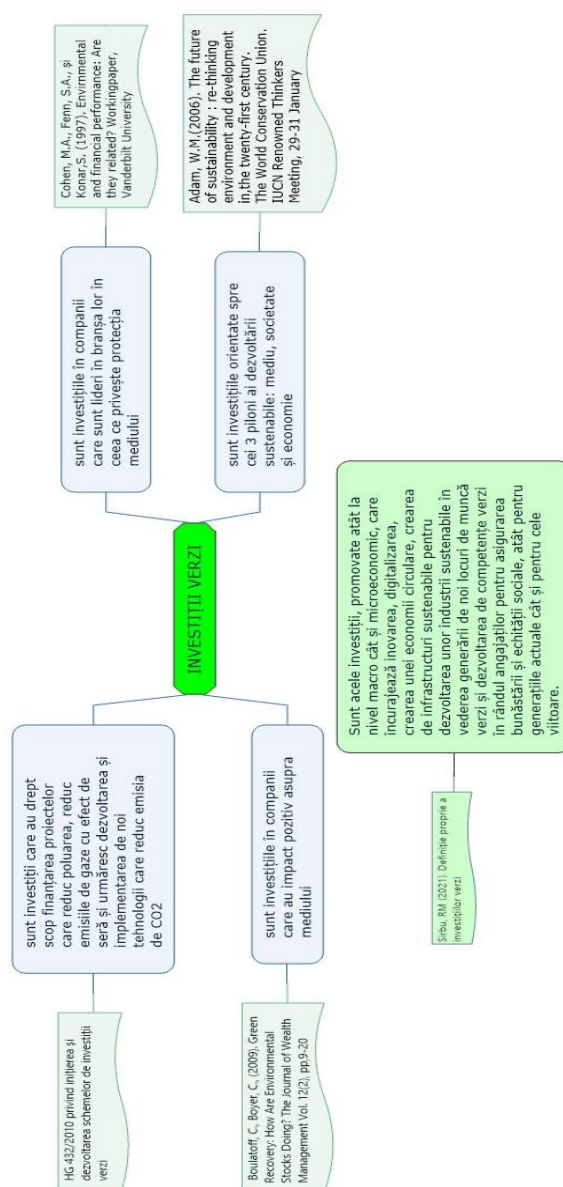 HG 432/2010 privind inițierea și
dezvoltarea schemelor de investiții
verzi
sunt investiții care au drept
scop finanțarea proiectelor
care reduc poluarea, reduc
emisiile de gaze cu efect de
seră și urmăresc dezvoltarea și
implementarea de noi
tehnologii care reduc emisia
de CO2
INVESTIȚII VERZI
sunt investițiile în companii
care sunt lideri în branșa lor în
ceea ce privește protecția
mediului
Cohen, M.A., Fenn, S.A., și
Konar,S. (1997), Envirnmental
and financial performance: Are
they related? Workingpaper,
Vanderbilt University
Boulatoff, C., Boyer, C., (2009). Green
Recovery: How Are Environmental
Stocks Doing? The Journal of Wealth
Management Vol. 12(2), pp,9-20
sunt investițiile în companii
care au impact pozitiv asupra
mediului
sunt investițiile orientate spre
cei 3 piloni ai dezvoltării
sustenabile: mediu, societate
și economie
Adam, W.M.(2006), The future
of sustainability : re-thinking
environment and development
in,the twenty-first century.
The World Conservation Union.
IUCN Renowned Thinkers
Meeting, 29-31 January
Sirbu, RM (2021). Definiție proprie a
investițiilor verzi
Sunt acele investiții, promovate atât la
nivel macro cât și microeconomic, care
încurajează inovarea, digitalizarea,
crearea unei economii circulare, crearea
de infrastructuri sustenabile pentru
dezvoltarea unor industrii sustenabile în
vederea generării de noi locuri de muncă
verzi și dezvoltarea de competențe verzi
în rândul angajaților pentru asigurarea
bunăstării și echității sociale, atât pentru
generațiile actuale cât și pentru cele
viitoare.